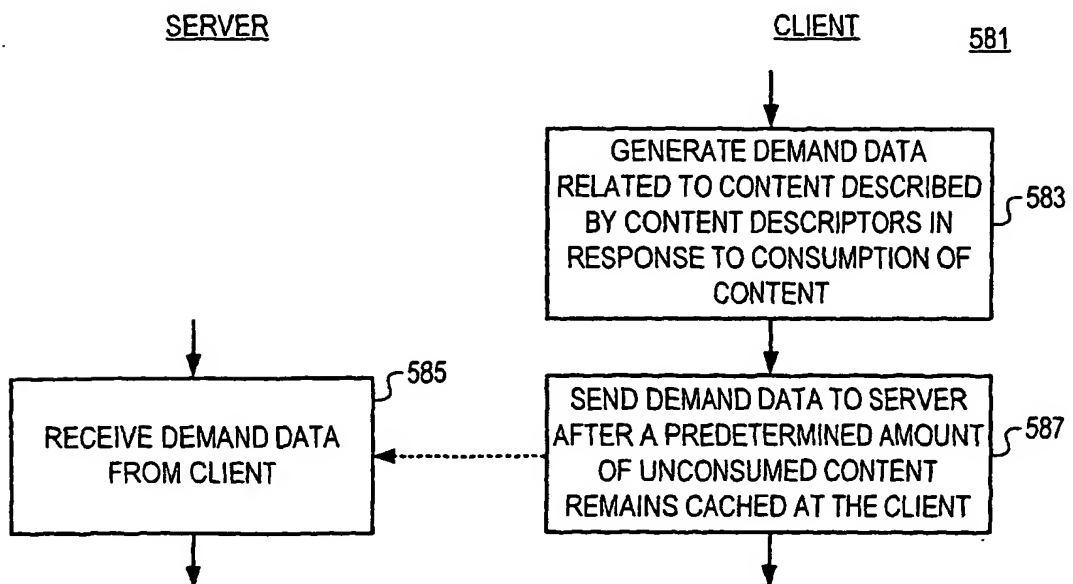 SERVER
CLIENT
581
GENERATE DEMAND DATA
RELATED TO CONTENT DESCRIBED
BY CONTENT DESCRIPTORS IN
RESPONSE TO CONSUMPTION OF
CONTENT
583
585
RECEIVE DEMAND DATA
FROM CLIENT
SEND DEMAND DATA TO SERVER
AFTER A PREDETERMINED AMOUNT
OF UNCONSUMED CONTENT
REMAINS CACHED AT THE CLIENT
587